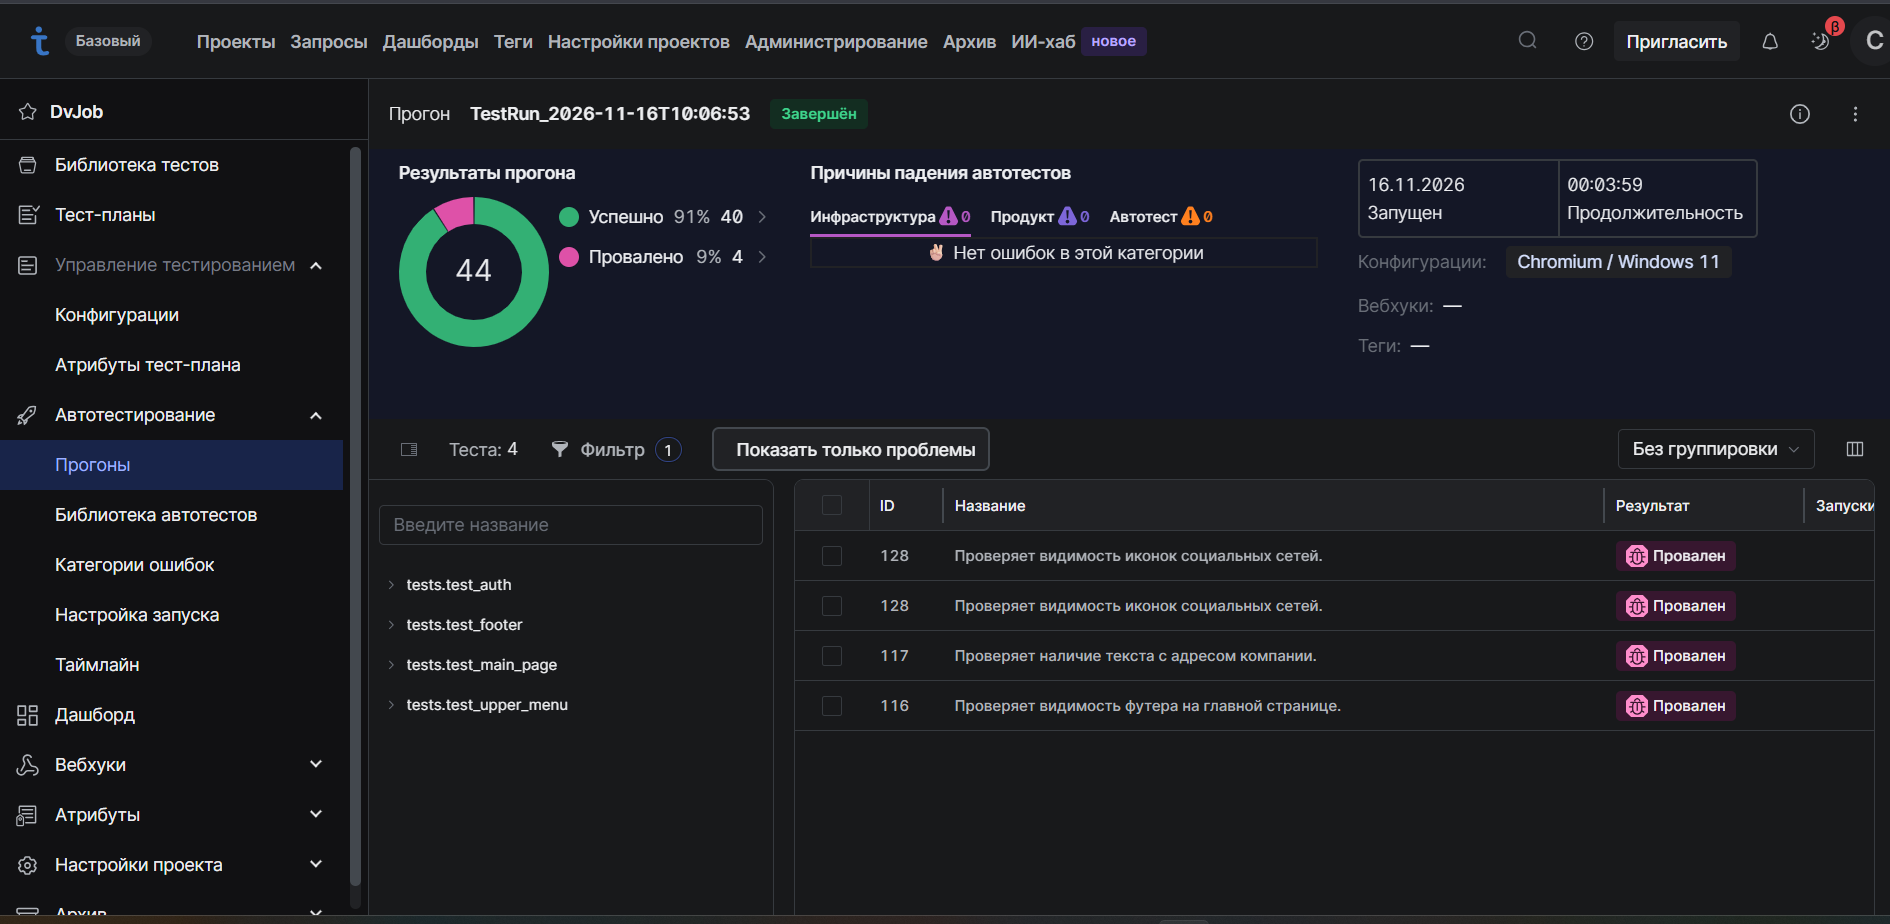 Базовый
Проекты Запросы Дашборды Теги Настройки проектов Администрирование Архив ИИ-хаб новое
Пригласить
β
С
DvJob
Библиотека тестов
Тест-планы
Управление тестированием
Конфигурации
Атрибуты тест-плана
Автотестирование
Прогоны
Библиотека автотестов
Категории ошибок
Настройка запуска
Таймлайн
Дашборд
Вебхуки
Атрибуты
Настройки проекта
Архив
Прогон TestRun_2026-11-16T10:06:53 Завершён
Результаты прогона
44
Успешно 91% 40
Провалено 9% 4
Причины падения автотестов
Инфраструктура 0 Продукт 0 Автотест 0
✌🏻 Нет ошибок в этой категории
16.11.2026
Запущен
00:03:59
Продолжительность
Конфигурации: Chromium / Windows 11
Вебхуки: —
Теги: —
Теста: 4 Фильтр 1 Показать только проблемы Без группировки
Введите название
tests.test_auth
tests.test_footer
tests.test_main_page
tests.test_upper_menu
ID Название Результат Запуски
128 Проверяет видимость иконок социальных сетей. Провален
128 Проверяет видимость иконок социальных сетей. Провален
117 Проверяет наличие текста с адресом компании. Провален
116 Проверяет видимость футера на главной странице. Провален